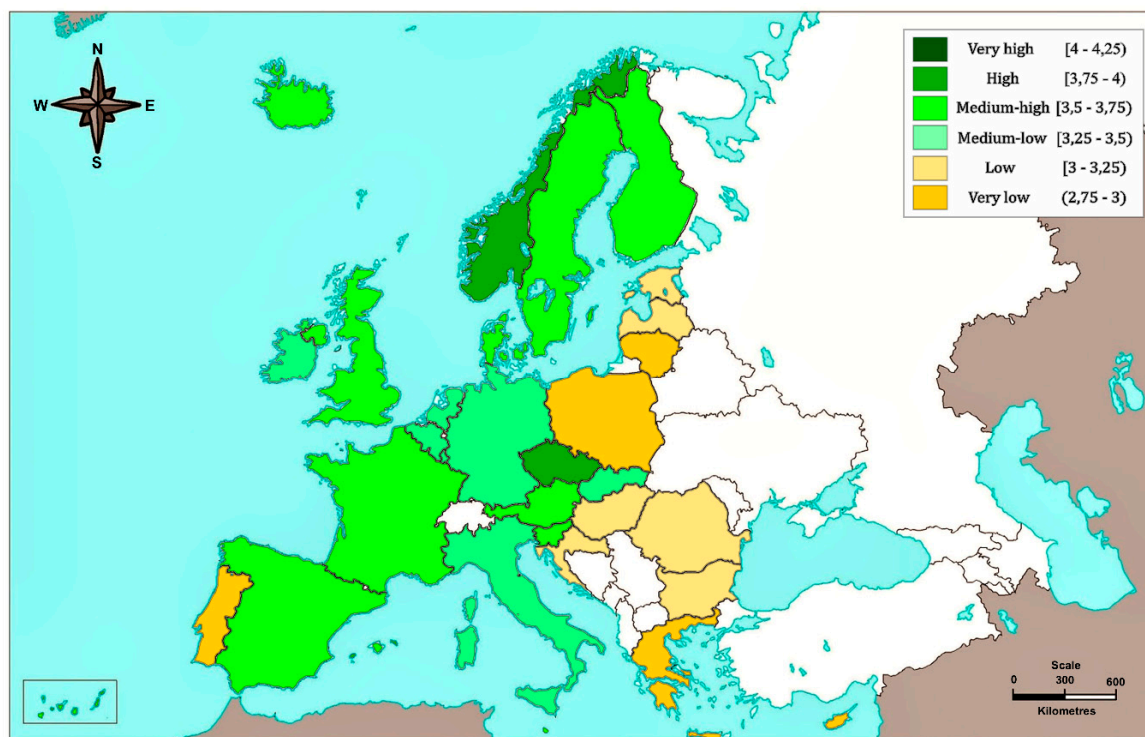 N
W E
S
Very high [4 - 4,25)
High [3,75 - 4)
Medium-high [3,5 - 3,75)
Medium-low [3,25 - 3,5)
Low [3 - 3,25)
Very low (2,75 - 3)
Scale
0 300 600
Kilometres